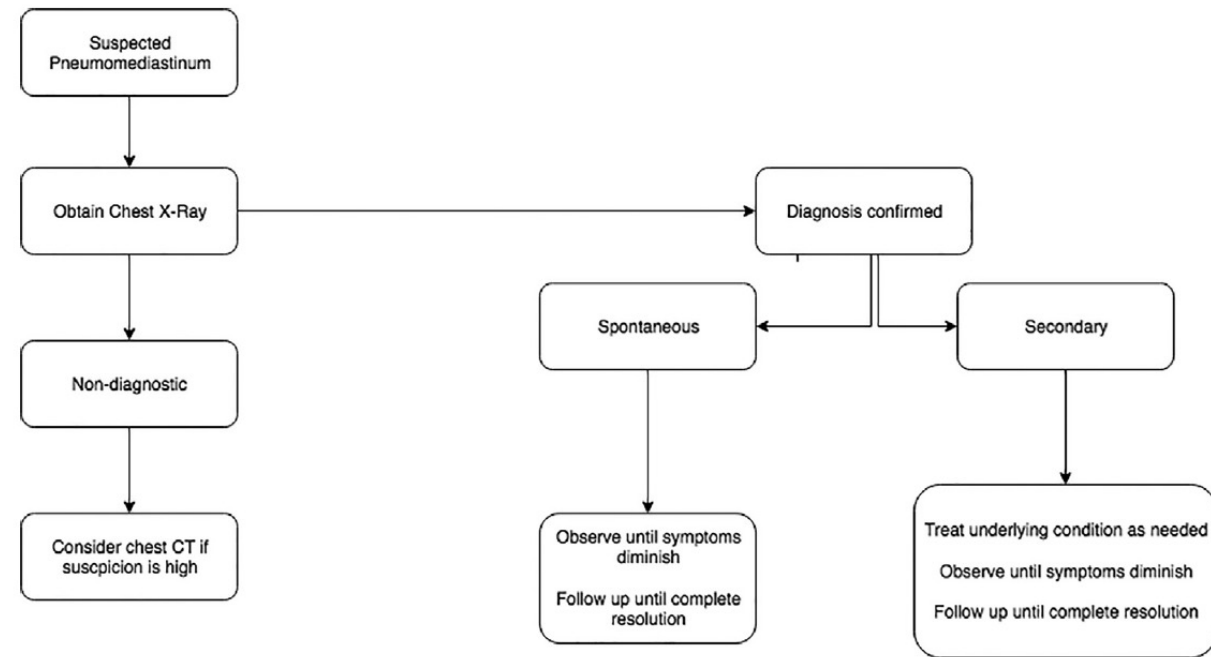 Suspected
Pneumomediastinum
Obtain Chest X-Ray
Diagnosis confirmed
Spontaneous
Secondary
Non-diagnostic
Consider chest CT if
suscpicion is high
Observe until symptoms
diminish
Follow up until complete
resolution
Treat underlying condition as needed
Observe until symptoms diminish
Follow up until complete resolution